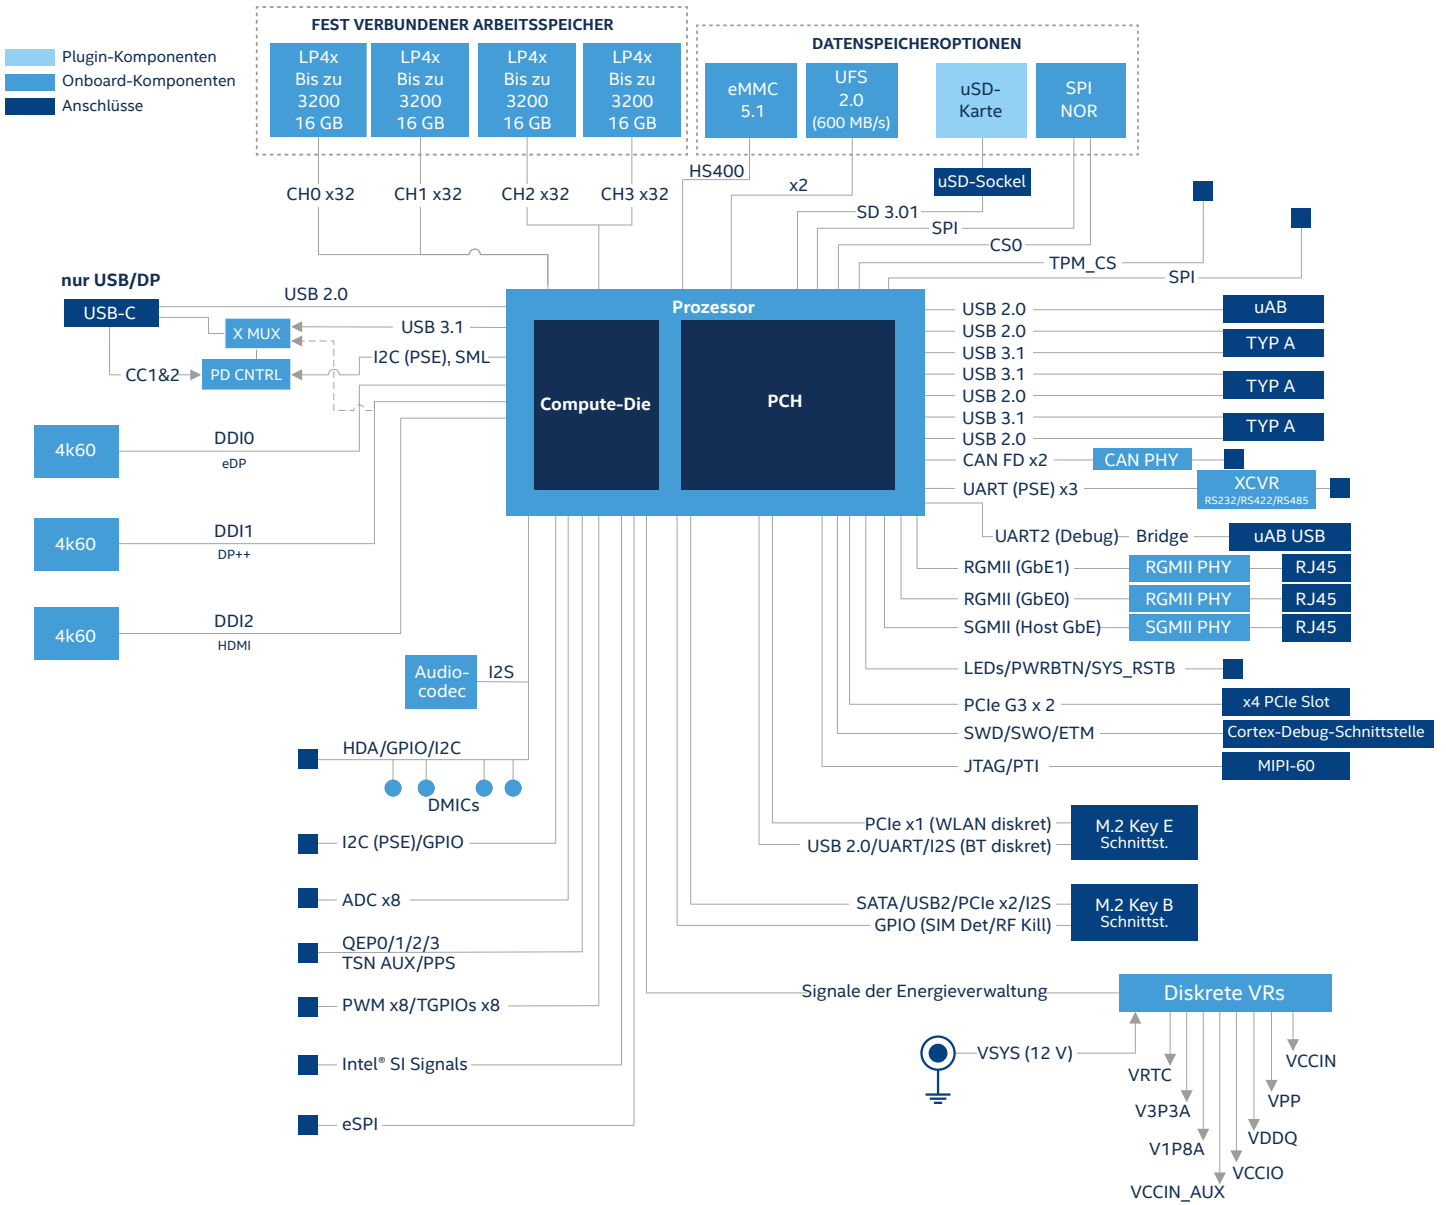 Plugin-Komponenten
Onboard-Komponenten
Anschlüsse
FEST VERBUNDENER ARBEITSSPEICHER
LP4x
Bis zu
3200
16 GB
LP4x
Bis zu
3200
16 GB
LP4x
Bis zu
3200
16 GB
LP4x
Bis zu
3200
16 GB
DATENSPEICHEROPTIONEN
eMMC
5.1
UFS
2.0
(600 MB/s)
uSD-
Karte
SPI
NOR
CH0 x32
CH1 x32
CH2 x32
CH3 x32
HS400
x2
uSD-Sockel
SD 3.01
SPI
CS0
TPM_CS
SPI
nur USB/DP
USB-C
USB 2.0
X MUX
USB 3.1
I2C (PSE), SML
CC1&2
PD CNTRL
4k60
DDI0
eDP
4k60
DDI1
DP++
4k60
DDI2
HDMI
Prozessor
Compute-Die
PCH
USB 2.0
uAB
USB 2.0
USB 3.1
TYP A
USB 3.1
USB 2.0
TYP A
USB 3.1
USB 2.0
TYP A
CAN FD x2
CAN PHY
UART (PSE) x3
XCVR
RS232/RS422/RS485
UART2 (Debug)
Bridge
uAB USB
RGMII (GbE1)
RGMII PHY
RJ45
RGMII (GbE0)
RGMII PHY
RJ45
SGMII (Host GbE)
SGMII PHY
RJ45
LEDs/PWRBTN/SYS_RSTB
PCIe G3 x 2
x4 PCIe Slot
SWD/SWO/ETM
Cortex-Debug-Schnittstelle
JTAG/PTI
MIPI-60
Audio-
codec
I2S
HDA/GPIO/I2C
DMICs
I2C (PSE)/GPIO
ADC x8
QEP0/1/2/3
TSN AUX/PPS
PWM x8/TGPIOs x8
Intel® SI Signals
eSPI
PCIe x1 (WLAN diskret)
USB 2.0/UART/I2S (BT diskret)
M.2 Key E
Schnittst.
SATA/USB2/PCIe x2/I2S
GPIO (SIM Det/RF Kill)
M.2 Key B
Schnittst.
Signale der Energieverwaltung
Diskrete VRs
VSYS (12 V)
VRTC
V3P3A
V1P8A
VCCIN_AUX
VCCIO
VDDQ
VPP
VCCIN